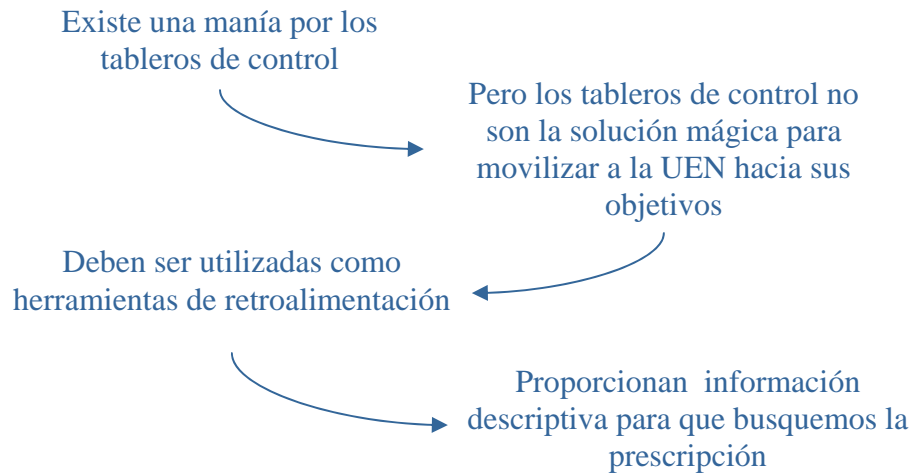 Existe una manía por los
tableros de control
Pero los tableros de control no
son la solución mágica para
movilizar a la UEN hacia sus
objetivos
Deben ser utilizadas como
herramientas de retroalimentación
Proporcionan información
descriptiva para que busquemos la
prescripción